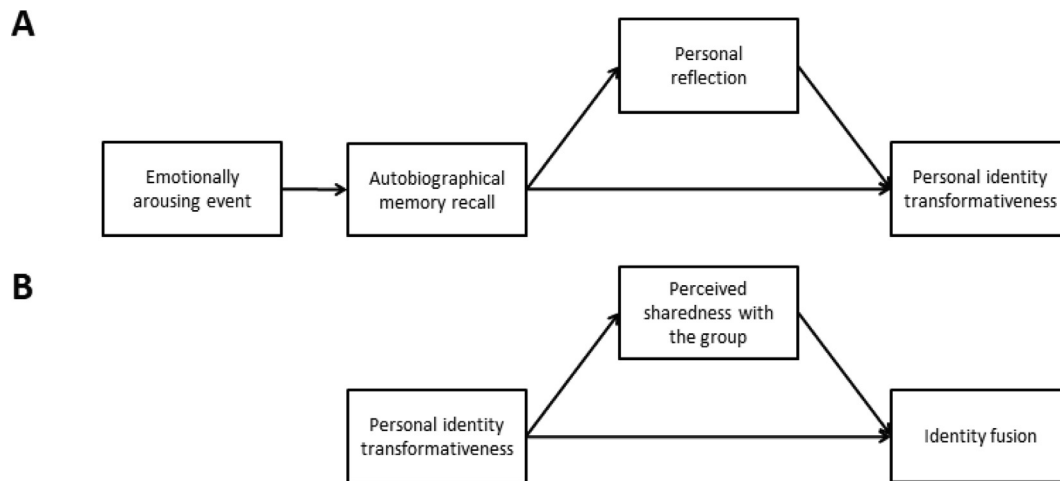 A
Personal
reflection
Emotionally
arousing event
Autobiographical
memory recall
Personal identity
transformativeness
B
Perceived
sharedness with
the group
Personal identity
transformativeness
Identity fusion